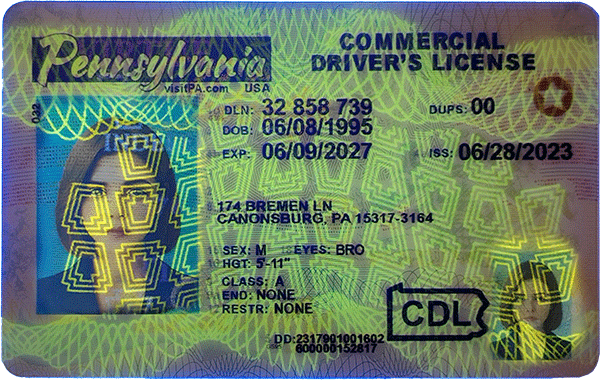 Pennsylvania
visitPA.com USA
COMMERCIAL
DRIVER'S LICENSE
DLN: 32 858 739
DUPS: 00
DOB: 06/08/1995
EXP: 06/09/2027
ISS: 06/28/2023
174 BREMEN LN
CANONSBURG, PA 15317-3164
SEX: M EYES: BRO
HGT: 5'-11"
CLASS: A
END: NONE
RESTR: NONE
CDL
DD:2317901001602
600000152817